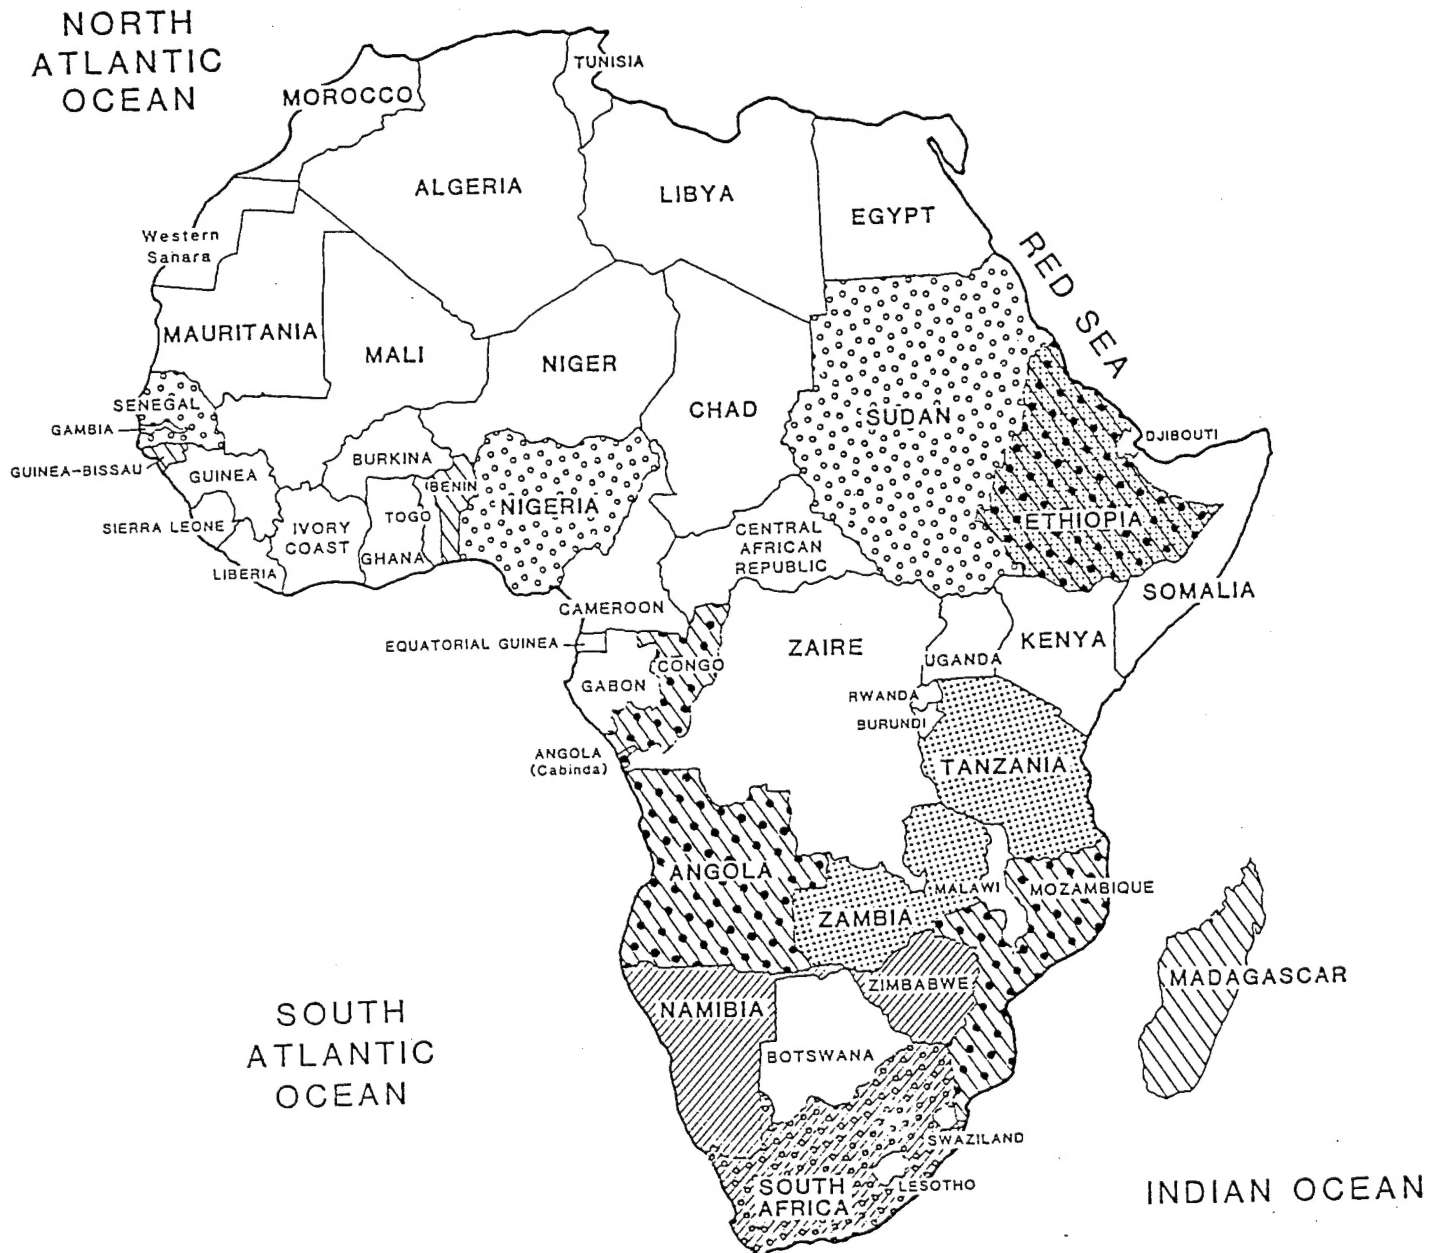 NORTH
ATLANTIC
OCEAN
TUNISIA
MOROCCO
ALGERIA
LIBYA
EGYPT
Western
Sahara
RED SEA
MAURITANIA
MALI
NIGER
CHAD
SUDAN
SENEGAL
GAMBIA
DJIBOUTI
GUINEA-BISSAU
GUINEA
BURKINA
BENIN
NIGERIA
SIERRA LEONE
IVORY
COAST
TOGO
GHANA
CENTRAL
AFRICAN
REPUBLIC
ETHIOPIA
LIBERIA
SOMALIA
CAMEROON
EQUATORIAL GUINEA
ZAIRE
KENYA
UGANDA
CONGO
GABON
RWANDA
BURUNDI
ANGOLA
(Cabinda)
TANZANIA
ANGOLA
MALAWI
MOZAMBIQUE
ZAMBIA
ZIMBABWE
MADAGASCAR
NAMIBIA
SOUTH
ATLANTIC
OCEAN
BOTSWANA
SWAZILAND
LESOTHO
SOUTH
AFRICA
INDIAN OCEAN